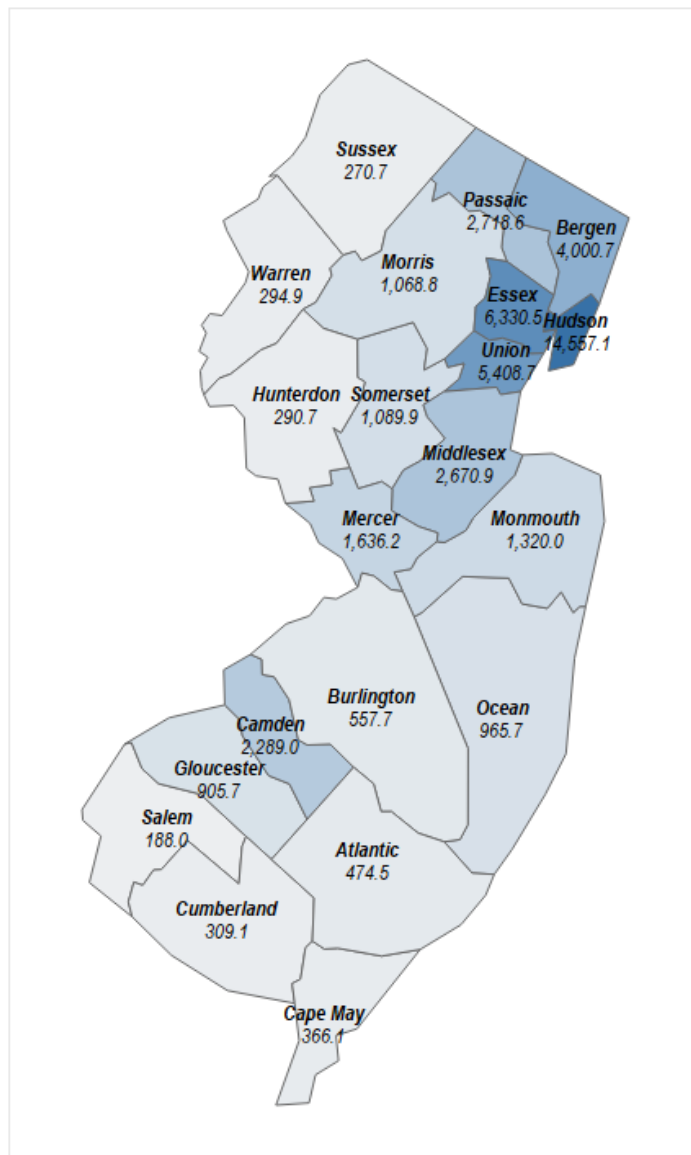 Sussex
270.7
Passaic
2,718.6
Bergen
4,000.7
Warren
294.9
Morris
1,068.8
Essex
6,330.5
Hudson
14,557.1
Union
5,408.7
Hunterdon
290.7
Somerset
1,089.9
Middlesex
2,670.9
Mercer
1,636.2
Monmouth
1,320.0
Burlington
557.7
Ocean
965.7
Camden
2,289.0
Gloucester
905.7
Salem
188.0
Atlantic
474.5
Cumberland
309.1
Cape May
366.1